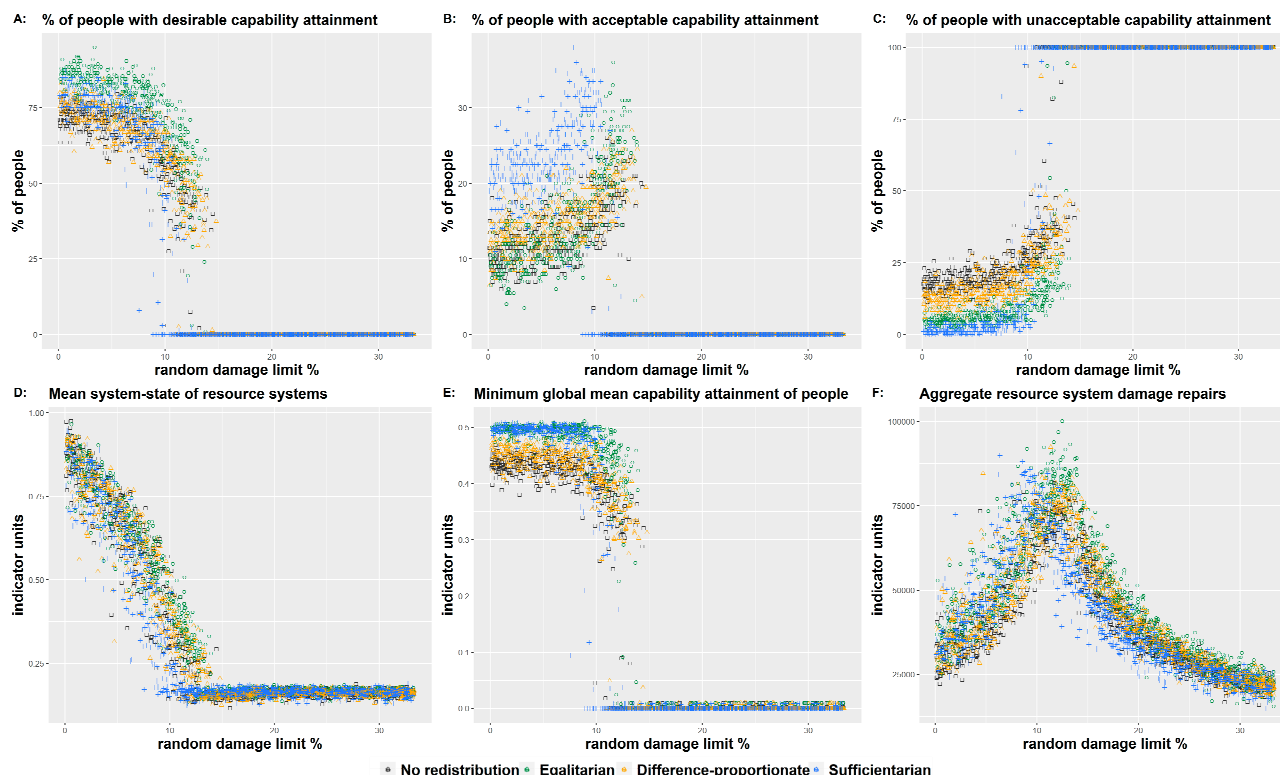 A: % of people with desirable capability attainment
B: % of people with acceptable capability attainment
C: % of people with unacceptable capability attainment
% of people
75
50
25
0
0 10 20 30
random damage limit %
% of people
30
20
10
0
0 10 20 30
random damage limit %
% of people
100
75
50
25
0
0 10 20 30
random damage limit %
D: Mean system-state of resource systems
E: Minimum global mean capability attainment of people
F: Aggregate resource system damage repairs
indicator units
1.00
0.75
0.50
0.25
0 10 20 30
random damage limit %
indicator units
0.5
0.4
0.3
0.2
0.1
0.0
0 10 20 30
random damage limit %
indicator units
100000
75000
50000
25000
0 10 20 30
random damage limit %
No redistribution Egalitarian Difference-proportionate Sufficientarian